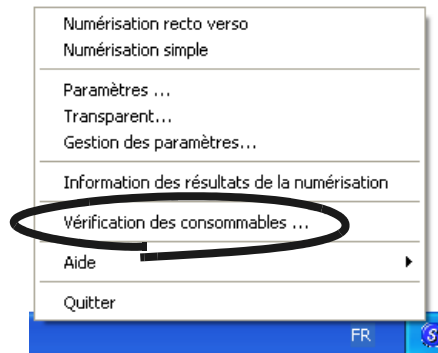 Numérisation recto verso
Numérisation simple
Paramètres ...
Transparent...
Gestion des paramètres...
Information des résultats de la numérisation
Vérification des consommables ...
Aide
Quitter
FR
S